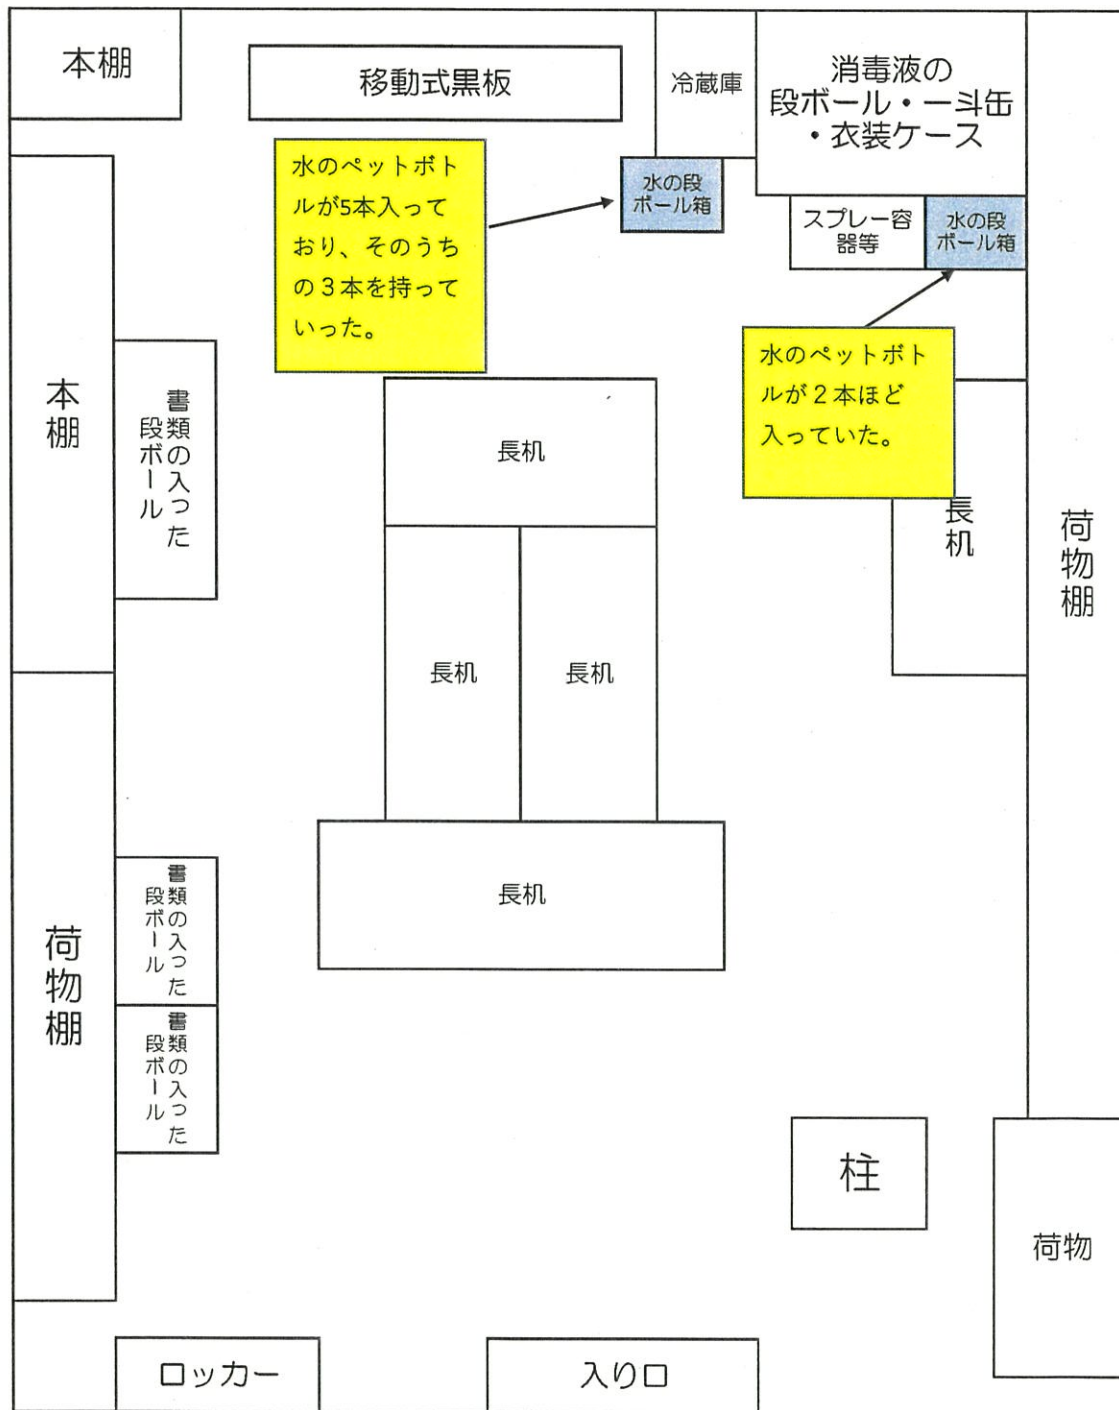 本棚
移動式黒板
冷蔵庫
消毒液の
段ボール・一斗缶
・衣装ケース
水のペットボト
ルが5本入って
おり、そのうち
の３本を持って
いった。
水の段
ボール箱
スプレー容
器等
水の段
ボール箱
水のペットボト
ルが２本ほど
入っていた。
本棚
書類の入った
段ボール
長机
長机
荷物棚
長机
長机
長机
荷物棚
書類の入った
段ボール
書類の入った
段ボール
柱
荷物
ロッカー
入り口